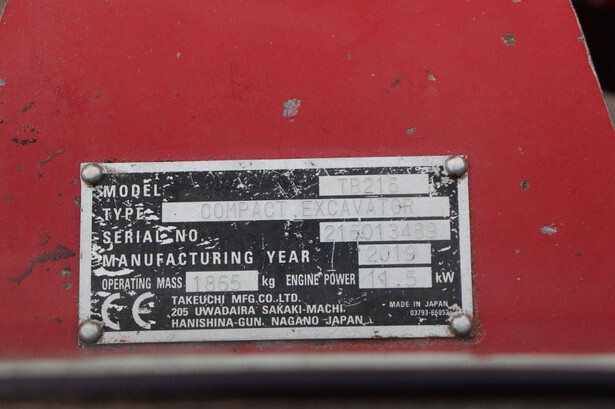 MODEL TB216
TYPE COMPACT EXCAVATOR
SERIAL NO. 216013489
MANUFACTURING YEAR 2019
OPERATING MASS 1865 kg ENGINE POWER 11.5 kW
CE TAKEUCHI MFG.CO.,LTD.
205 UWADAIRA SAKAKI-MACHI,
HANISHINA-GUN, NAGANO JAPAN
MADE IN JAPAN